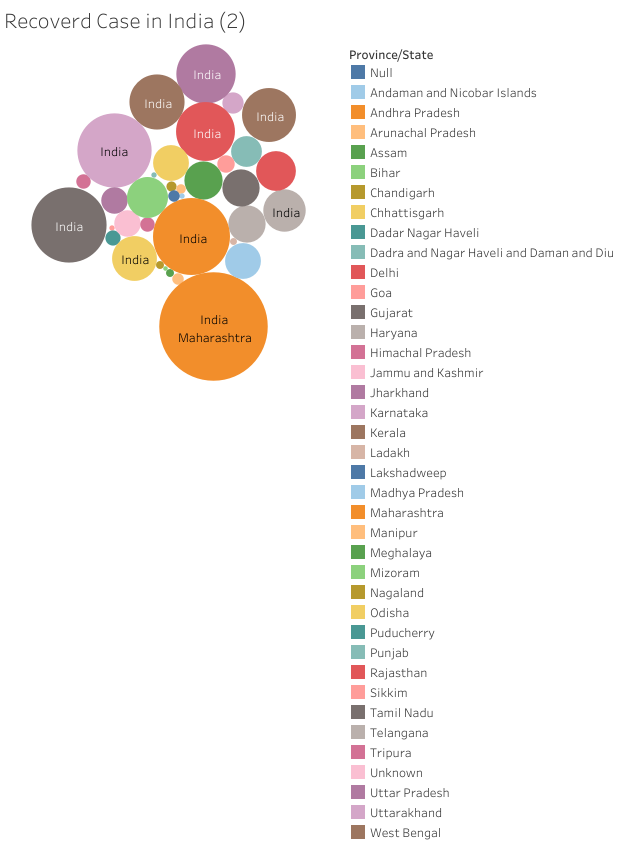 Recoverd Case in India (2)
India
India
India
India
India
India
India
India
India
India
Maharashtra
Province/State
Null
Andaman and Nicobar Islands
Andhra Pradesh
Arunachal Pradesh
Assam
Bihar
Chandigarh
Chhattisgarh
Dadar Nagar Haveli
Dadra and Nagar Haveli and Daman and Diu
Delhi
Goa
Gujarat
Haryana
Himachal Pradesh
Jammu and Kashmir
Jharkhand
Karnataka
Kerala
Ladakh
Lakshadweep
Madhya Pradesh
Maharashtra
Manipur
Meghalaya
Mizoram
Nagaland
Odisha
Puducherry
Punjab
Rajasthan
Sikkim
Tamil Nadu
Telangana
Tripura
Unknown
Uttar Pradesh
Uttarakhand
West Bengal